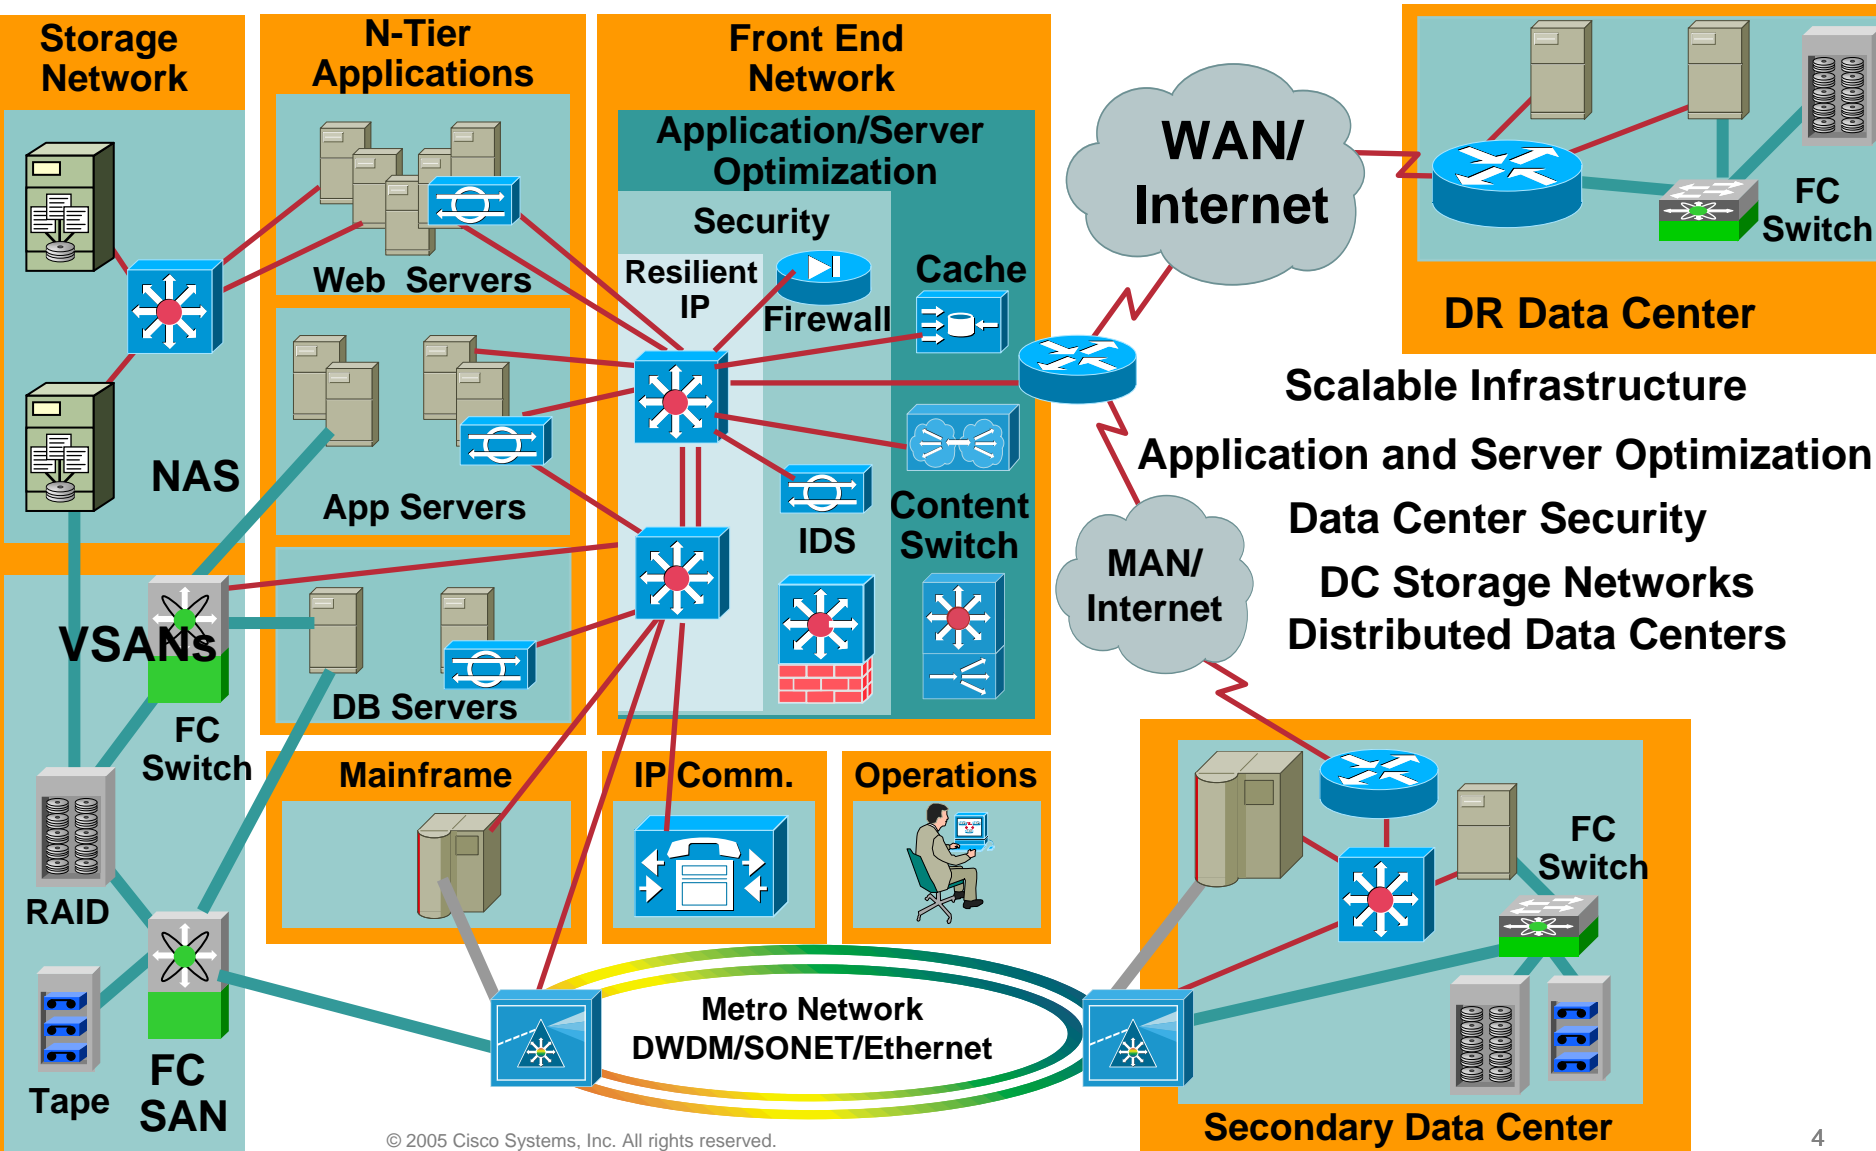 Storage
Network
N-Tier
Applications
Front End
Network
Application/Server
Optimization
Security
Resilient
IP
Firewall
Cache
IDS
Content
Switch
Web Servers
App Servers
DB Servers
NAS
VSANs
FC
Switch
RAID
Tape
FC
SAN
Mainframe
IP Comm.
Operations
Metro Network
DWDM/SONET/Ethernet
WAN/
Internet
MAN/
Internet
FC
Switch
DR Data Center
Scalable Infrastructure
Application and Server Optimization
Data Center Security
DC Storage Networks
Distributed Data Centers
FC
Switch
Secondary Data Center
© 2005 Cisco Systems, Inc. All rights reserved.
4